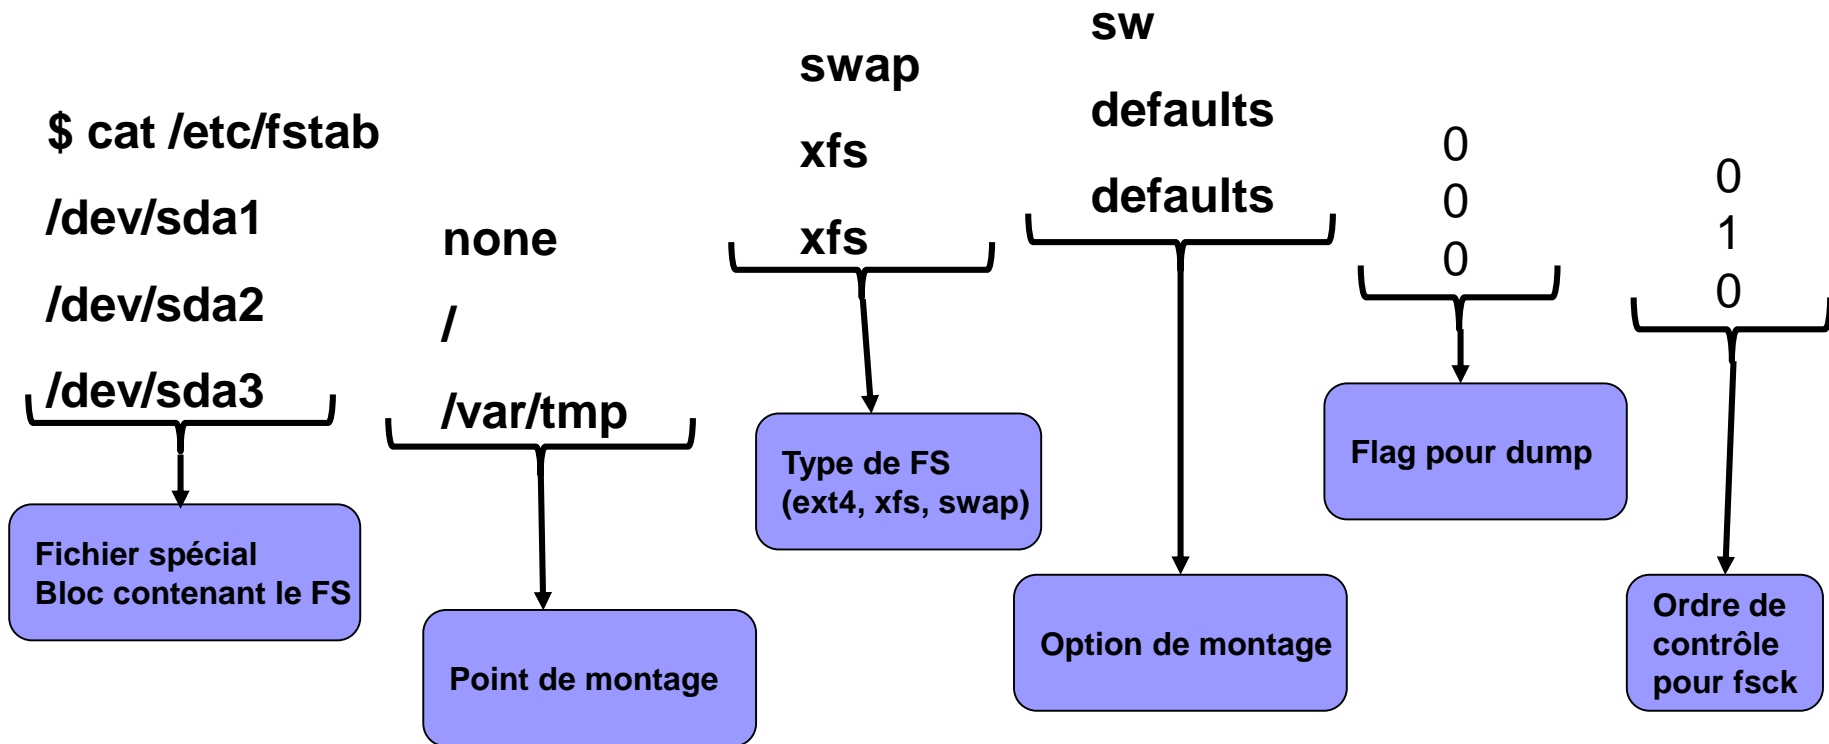 $ cat /etc/fstab
/dev/sda1
/dev/sda2
/dev/sda3
none
/
/var/tmp
swap
xfs
xfs
sw
defaults
defaults
0
0
0
0
1
0
Fichier spécial
Bloc contenant le FS
Point de montage
Type de FS
(ext4, xfs, swap)
Option de montage
Flag pour dump
Ordre de
contrôle
pour fsck